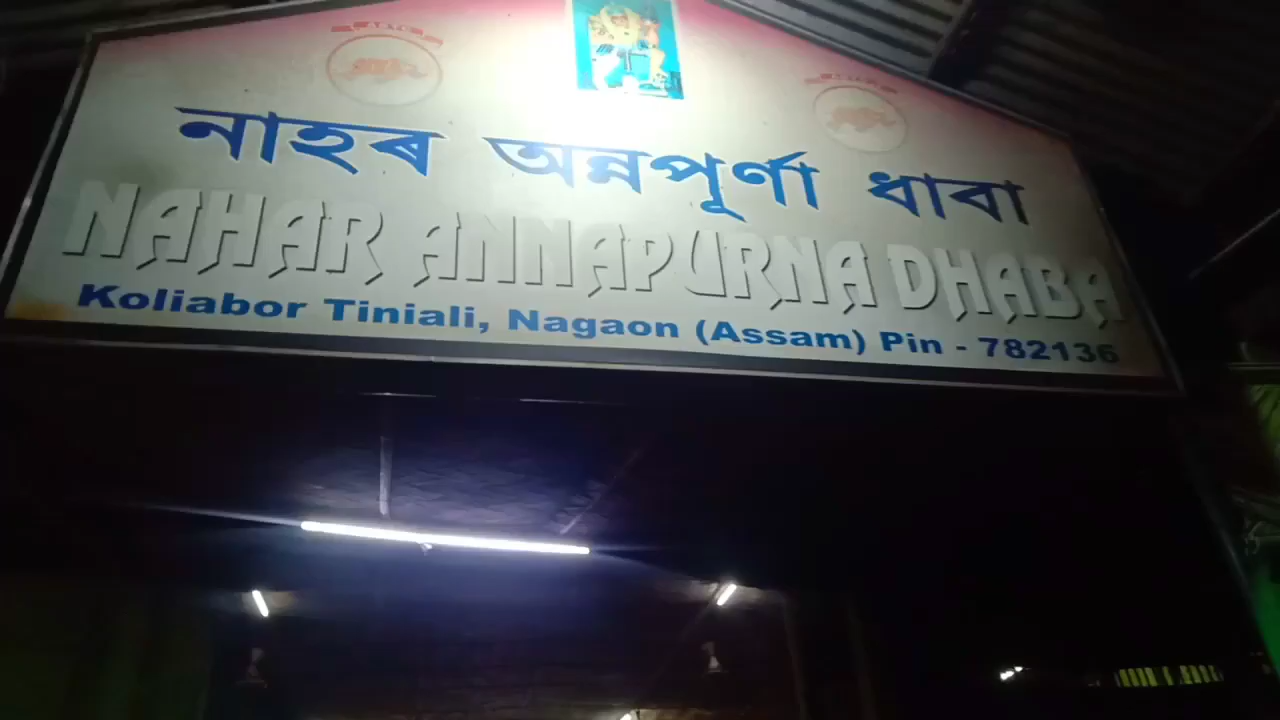 নাহৰ অন্নপূৰ্ণা ধাবা
NAHAR ANNAPURNA DHABA
Koliabor Tiniali, Nagaon (Assam) Pin - 782136